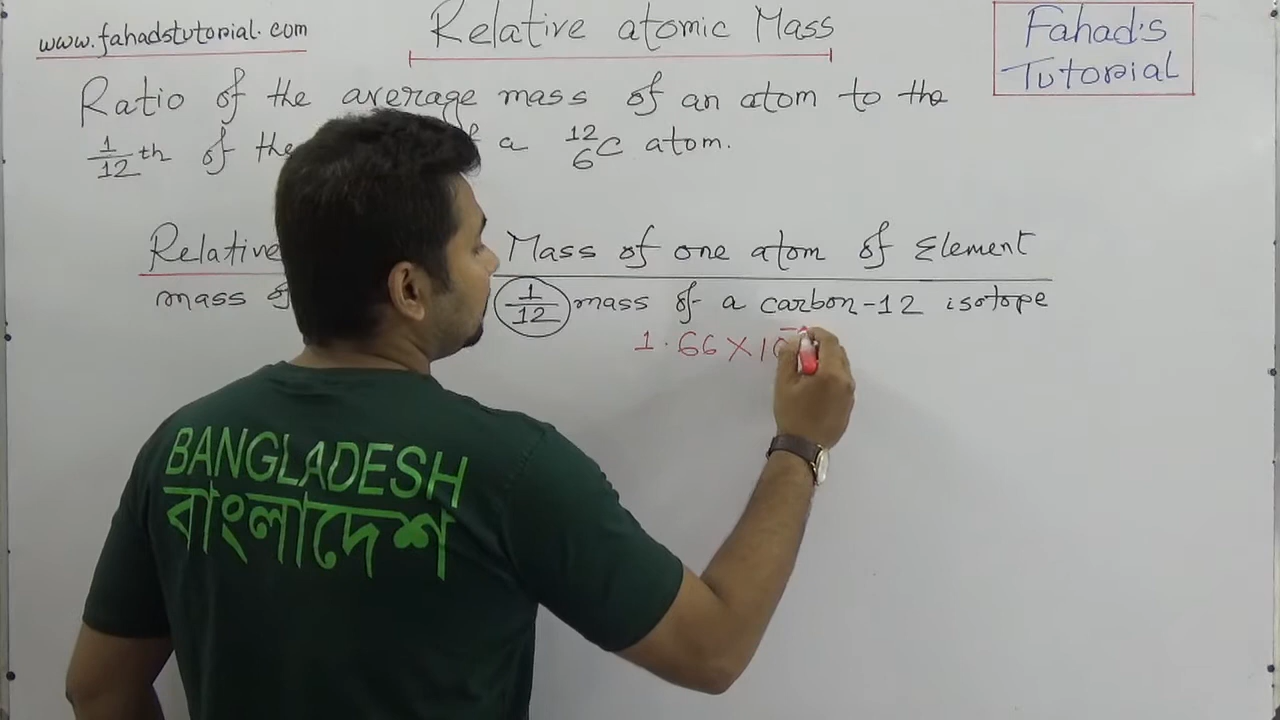 www.fahadstutorial.com
Relative atomic Mass
Fahad's
Tutorial
Ratio of the average mass of an atom to the
1/12 th of the a 12/6 C atom.
Relative Mass of one atom of Element
mass of 1/12 mass of a carbon-12 isotope
1.66×10
BANGLADESH
বাংলাদেশ